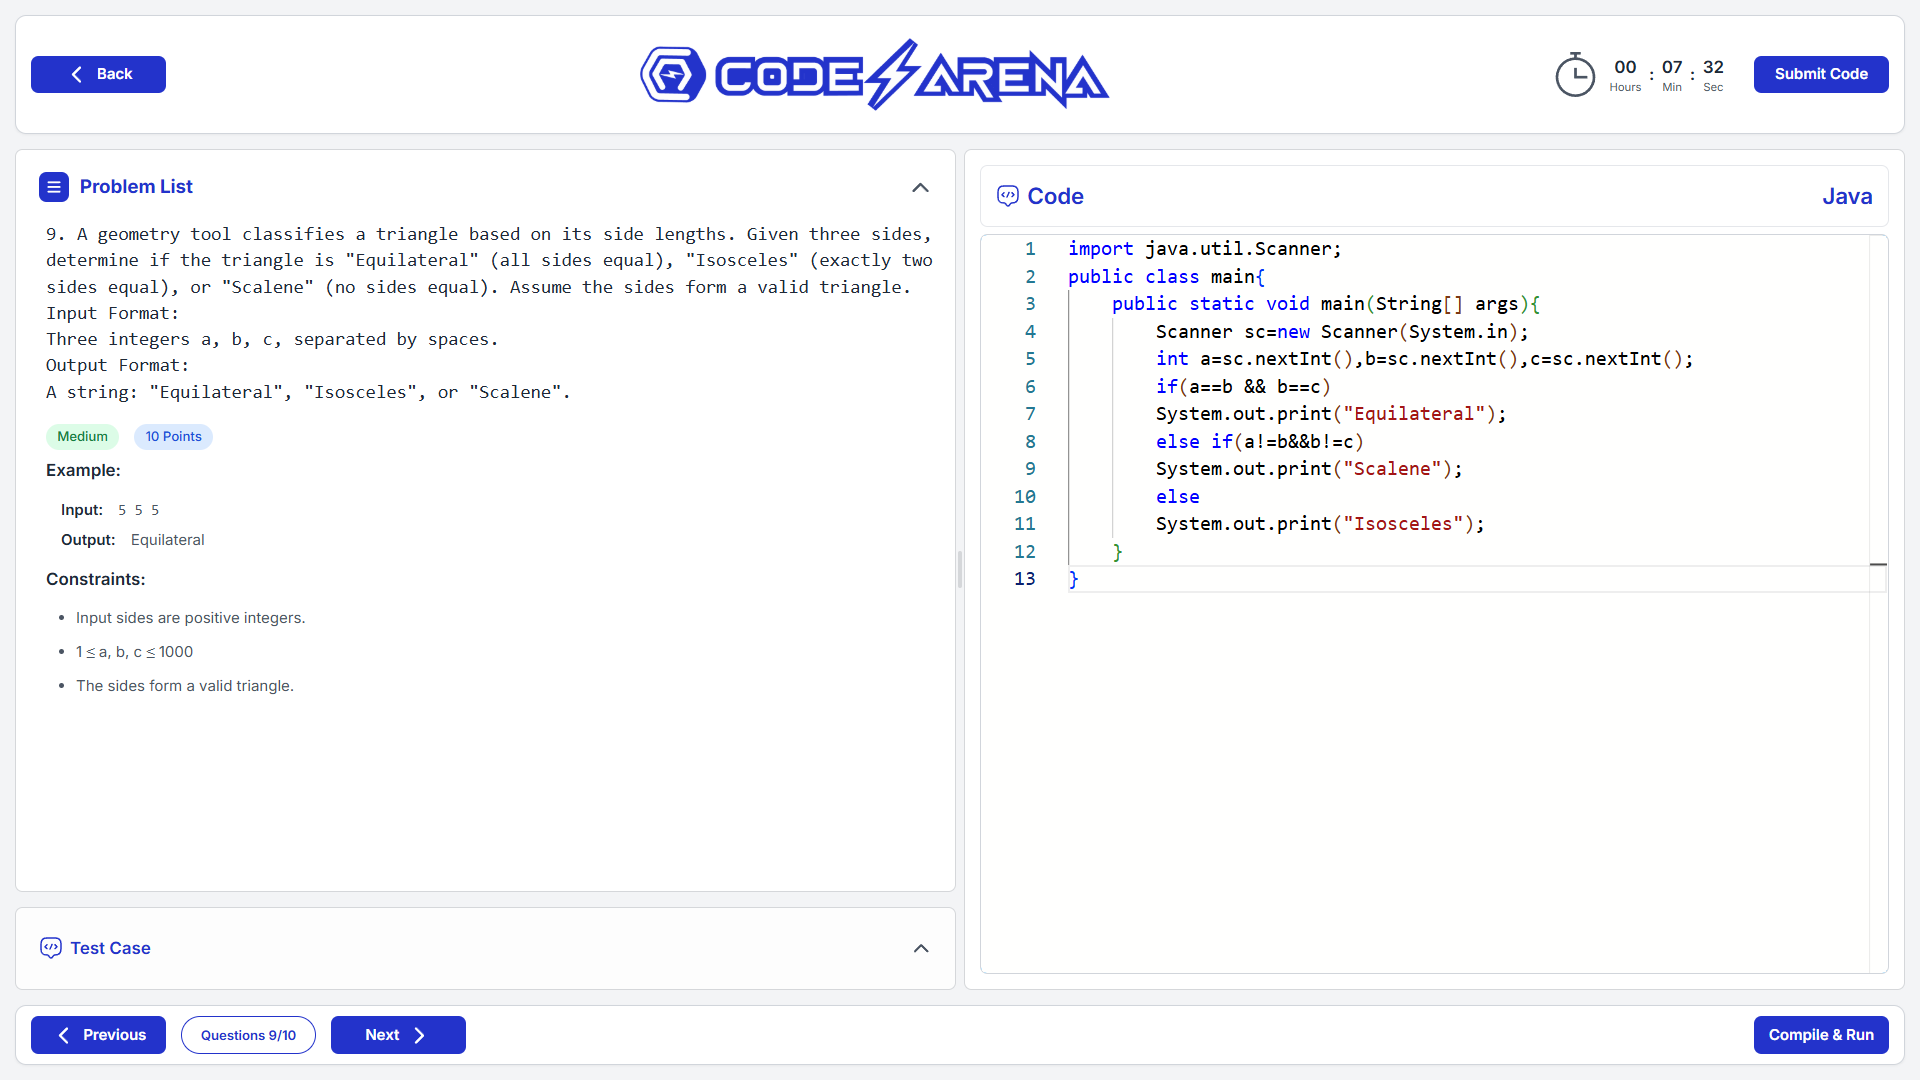 Back
CODE ARENA
00 : 07 : 32
Hours Min Sec
Submit Code
Problem List
9. A geometry tool classifies a triangle based on its side lengths. Given three sides,
determine if the triangle is "Equilateral" (all sides equal), "Isosceles" (exactly two
sides equal), or "Scalene" (no sides equal). Assume the sides form a valid triangle.
Input Format:
Three integers a, b, c, separated by spaces.
Output Format:
A string: "Equilateral", "Isosceles", or "Scalene".
Medium 10 Points
Example:
Input: 5 5 5
Output: Equilateral
Constraints:
• Input sides are positive integers.
• 1 ≤ a, b, c ≤ 1000
• The sides form a valid triangle.
Test Case
Code Java
1 import java.util.Scanner;
2 public class main{
3 public static void main(String[] args){
4 Scanner sc=new Scanner(System.in);
5 int a=sc.nextInt(),b=sc.nextInt(),c=sc.nextInt();
6 if(a==b && b==c)
7 System.out.print("Equilateral");
8 else if(a!=b&&b!=c)
9 System.out.print("Scalene");
10 else
11 System.out.print("Isosceles");
12 }
13 }
Previous
Questions 9/10
Next
Compile & Run